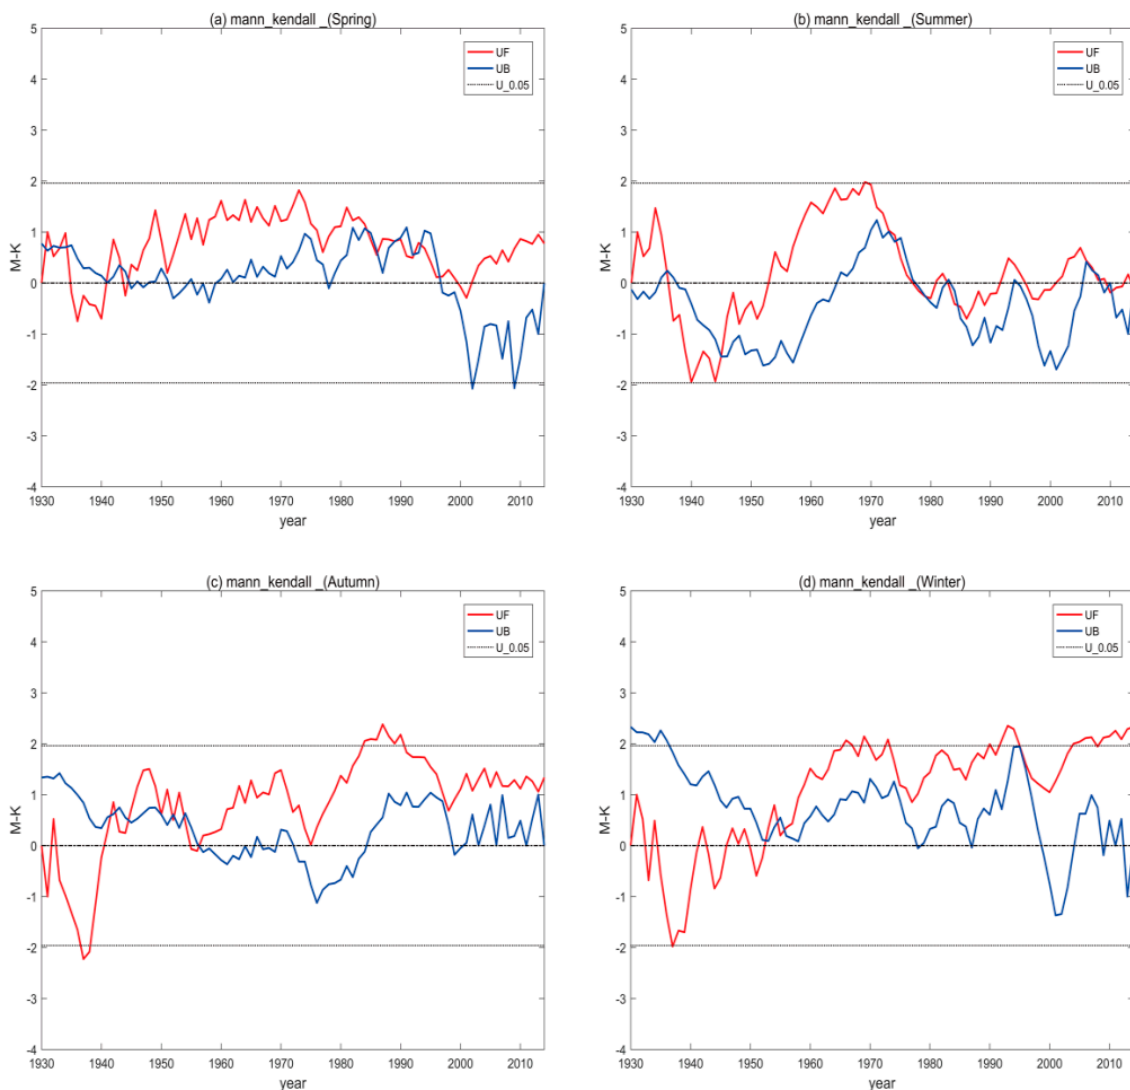 (a) mann_kendall _(Spring)
5
4
3
2
1
0
-1
-2
-3
-4
M-K
UF
UB
U_0.05
1930 1940 1950 1960 1970 1980 1990 2000 2010
year
(b) mann_kendall _(Summer)
5
4
3
2
1
0
-1
-2
-3
-4
M-K
UF
UB
U_0.05
1930 1940 1950 1960 1970 1980 1990 2000 2010
year
(c) mann_kendall _(Autumn)
5
4
3
2
1
0
-1
-2
-3
-4
M-K
UF
UB
U_0.05
1930 1940 1950 1960 1970 1980 1990 2000 2010
year
(d) mann_kendall _(Winter)
5
4
3
2
1
0
-1
-2
-3
-4
M-K
UF
UB
U_0.05
1930 1940 1950 1960 1970 1980 1990 2000 2010
year